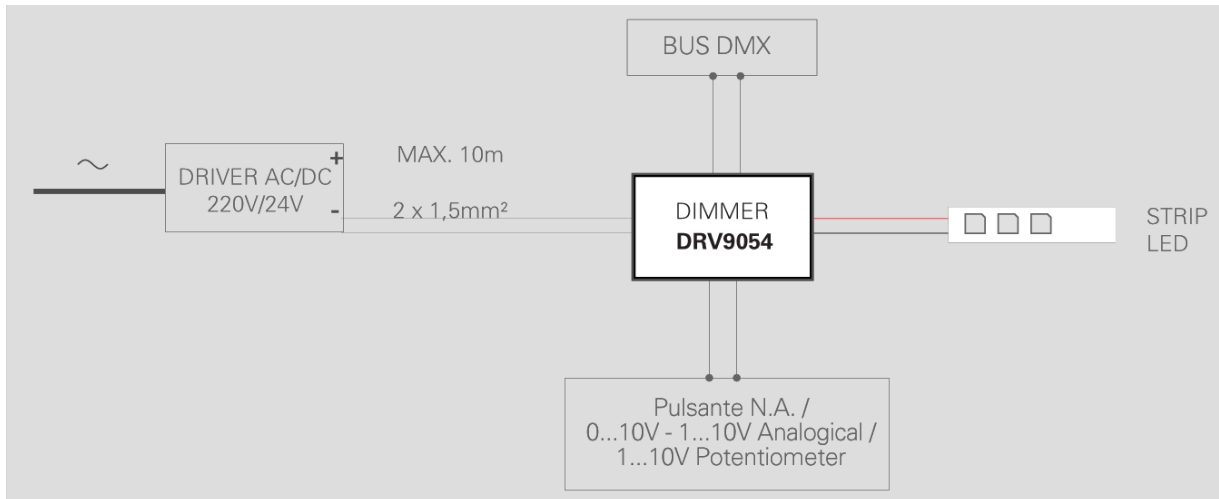 BUS DMX
~
DRIVER AC/DC
220V/24V
+
-
MAX. 10m
2 x 1,5mm²
DIMMER
DRV9054
STRIP
LED
Pulsante N.A. /
0...10V - 1...10V Analogical /
1...10V Potentiometer